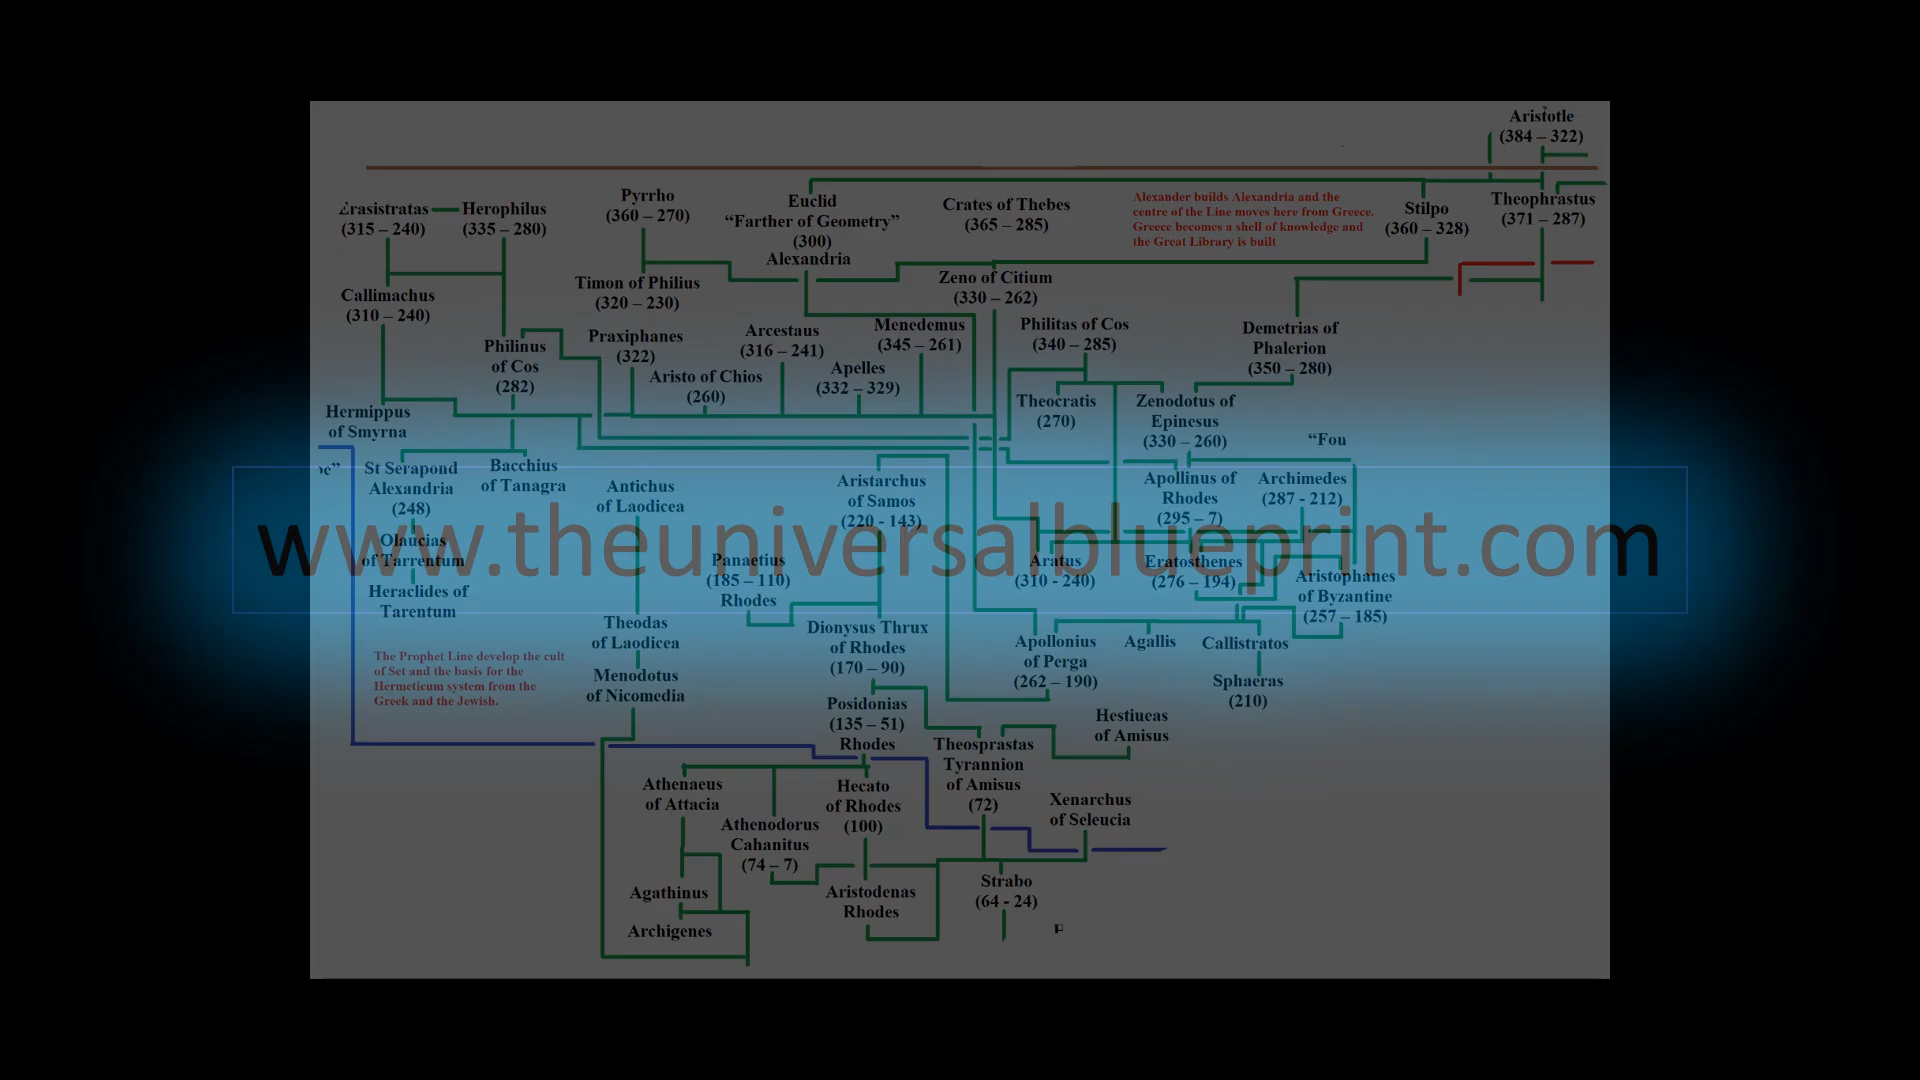 Aristotle
(384 – 322)
Erasistratas
(315 – 240)
Herophilus
(335 – 280)
Pyrrho
(360 – 270)
Euclid
“Farther of Geometry”
(300)
Alexandria
Crates of Thebes
(365 – 285)
Alexander builds Alexandria and the
centre of the Line moves here from Greece.
Greece becomes a shell of knowledge and
the Great Library is built
Stilpo
(360 – 328)
Theophrastus
(371 – 287)
Callimachus
(310 – 240)
Timon of Philius
(320 – 230)
Zeno of Citium
(330 – 262)
Philinus
of Cos
(282)
Praxiphanes
(322)
Arcestaus
(316 – 241)
Menedemus
(345 – 261)
Philitas of Cos
(340 – 285)
Demetrias of
Phalerion
(350 – 280)
Aristo of Chios
(260)
Apelles
(332 – 329)
Theocratis
(270)
Zenodotus of
Epinesus
(330 – 260)
Hermippus
of Smyrna
“Fou
ne”
St Serapond
Alexandria
(248)
Bacchius
of Tanagra
Antichus
of Laodicea
Aristarchus
of Samos
(220 - 143)
Apollinus of
Rhodes
(295 – 7)
Archimedes
(287 - 212)
www.theuniversalblueprint.com
Olaucias
of Tarrentum
Heraclides of
Tarentum
Panaetius
(185 – 110)
Rhodes
Aratus
(310 - 240)
Eratosthenes
(276 – 194)
Aristophanes
of Byzantine
(257 – 185)
Theodas
of Laodicea
Dionysus Thrux
of Rhodes
(170 – 90)
Apollonius
of Perga
(262 – 190)
Agallis
Callistratos
The Prophet Line develop the cult
of Set and the basis for the
Hermeticum system from the
Greek and the Jewish.
Menodotus
of Nicomedia
Sphaeras
(210)
Posidonias
(135 – 51)
Rhodes
Theosprastas
Tyrannion
of Amisus
(72)
Hestiueas
of Amisus
Athenaeus
of Attacia
Hecato
of Rhodes
(100)
Xenarchus
of Seleucia
Athenodorus
Cahanitus
(74 – 7)
Agathinus
Aristodenas
Rhodes
Strabo
(64 - 24)
Archigenes